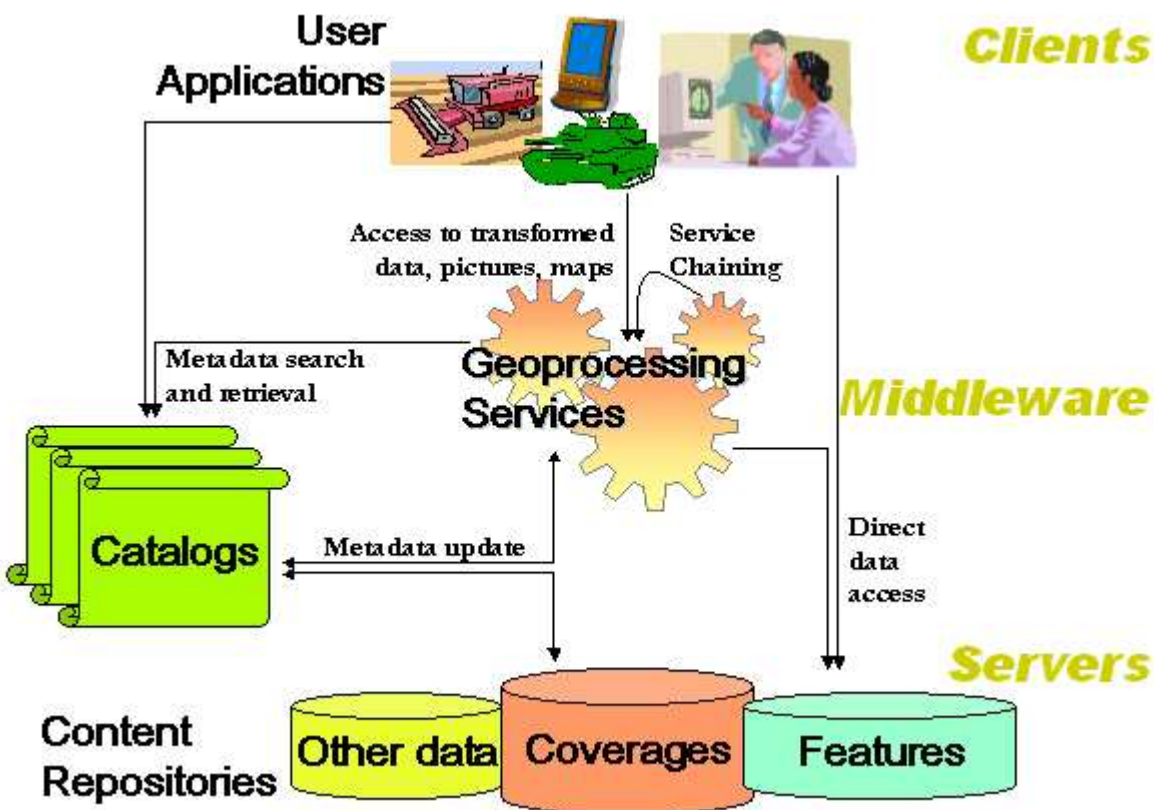 User
Applications
Clients
Access to transformed
data, pictures, maps
Service
Chaining
Metadata search
and retrieval
Geoprocessing
Services
Middleware
Catalogs
Metadata update
Direct
data
access
Servers
Content
Repositories
Other data
Coverages
Features